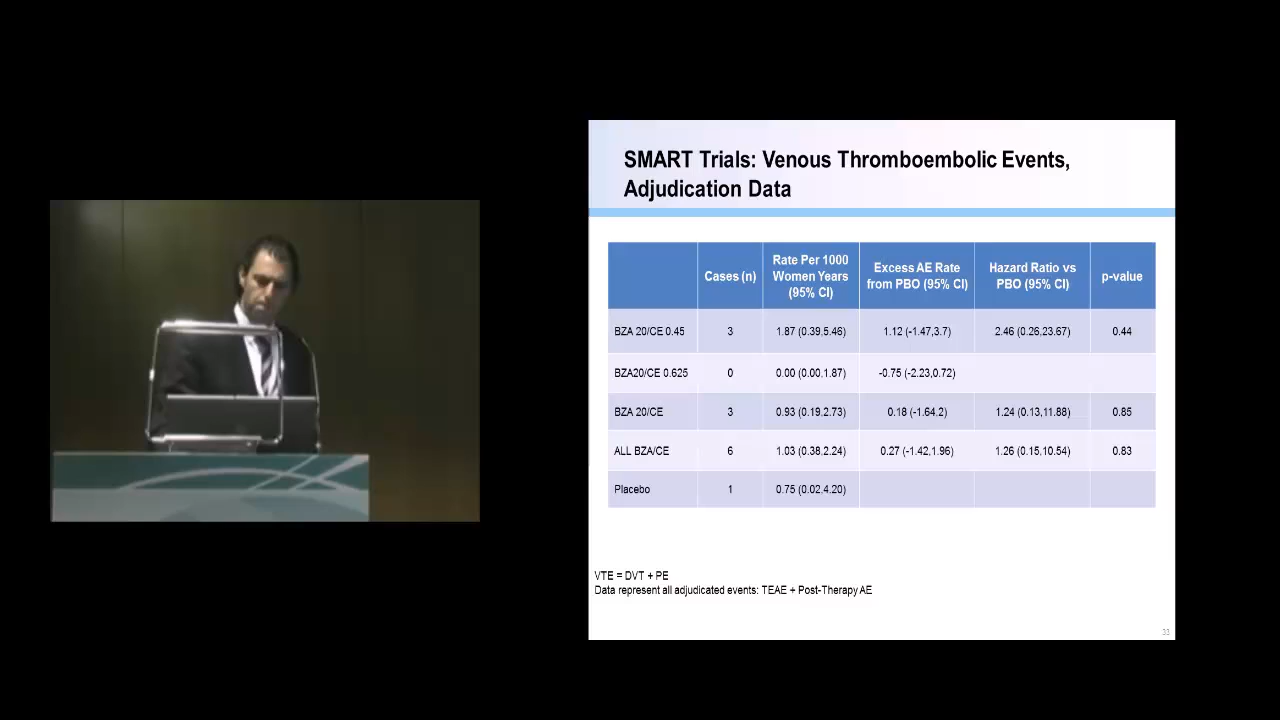 SMART Trials: Venous Thromboembolic Events,
Adjudication Data
Cases (n)
Rate Per 1000
Women Years
(95% CI)
Excess AE Rate
from PBO (95% CI)
Hazard Ratio vs
PBO (95% CI)
p-value
BZA 20/CE 0.45 3 1.87 (0.39,5.46) 1.12 (-1.47,3.7) 2.46 (0.26,23.67) 0.44
BZA20/CE 0.625 0 0.00 (0.00,1.87) -0.75 (-2.23,0.72)
BZA 20/CE 3 0.93 (0.19,2.73) 0.18 (-1.64.2) 1.24 (0.13,11.88) 0.85
ALL BZA/CE 6 1.03 (0.38,2.24) 0.27 (-1.42,1.96) 1.26 (0.15,10.54) 0.83
Placebo 1 0.75 (0.02,4.20)
VTE = DVT + PE
Data represent all adjudicated events: TEAE + Post-Therapy AE
33